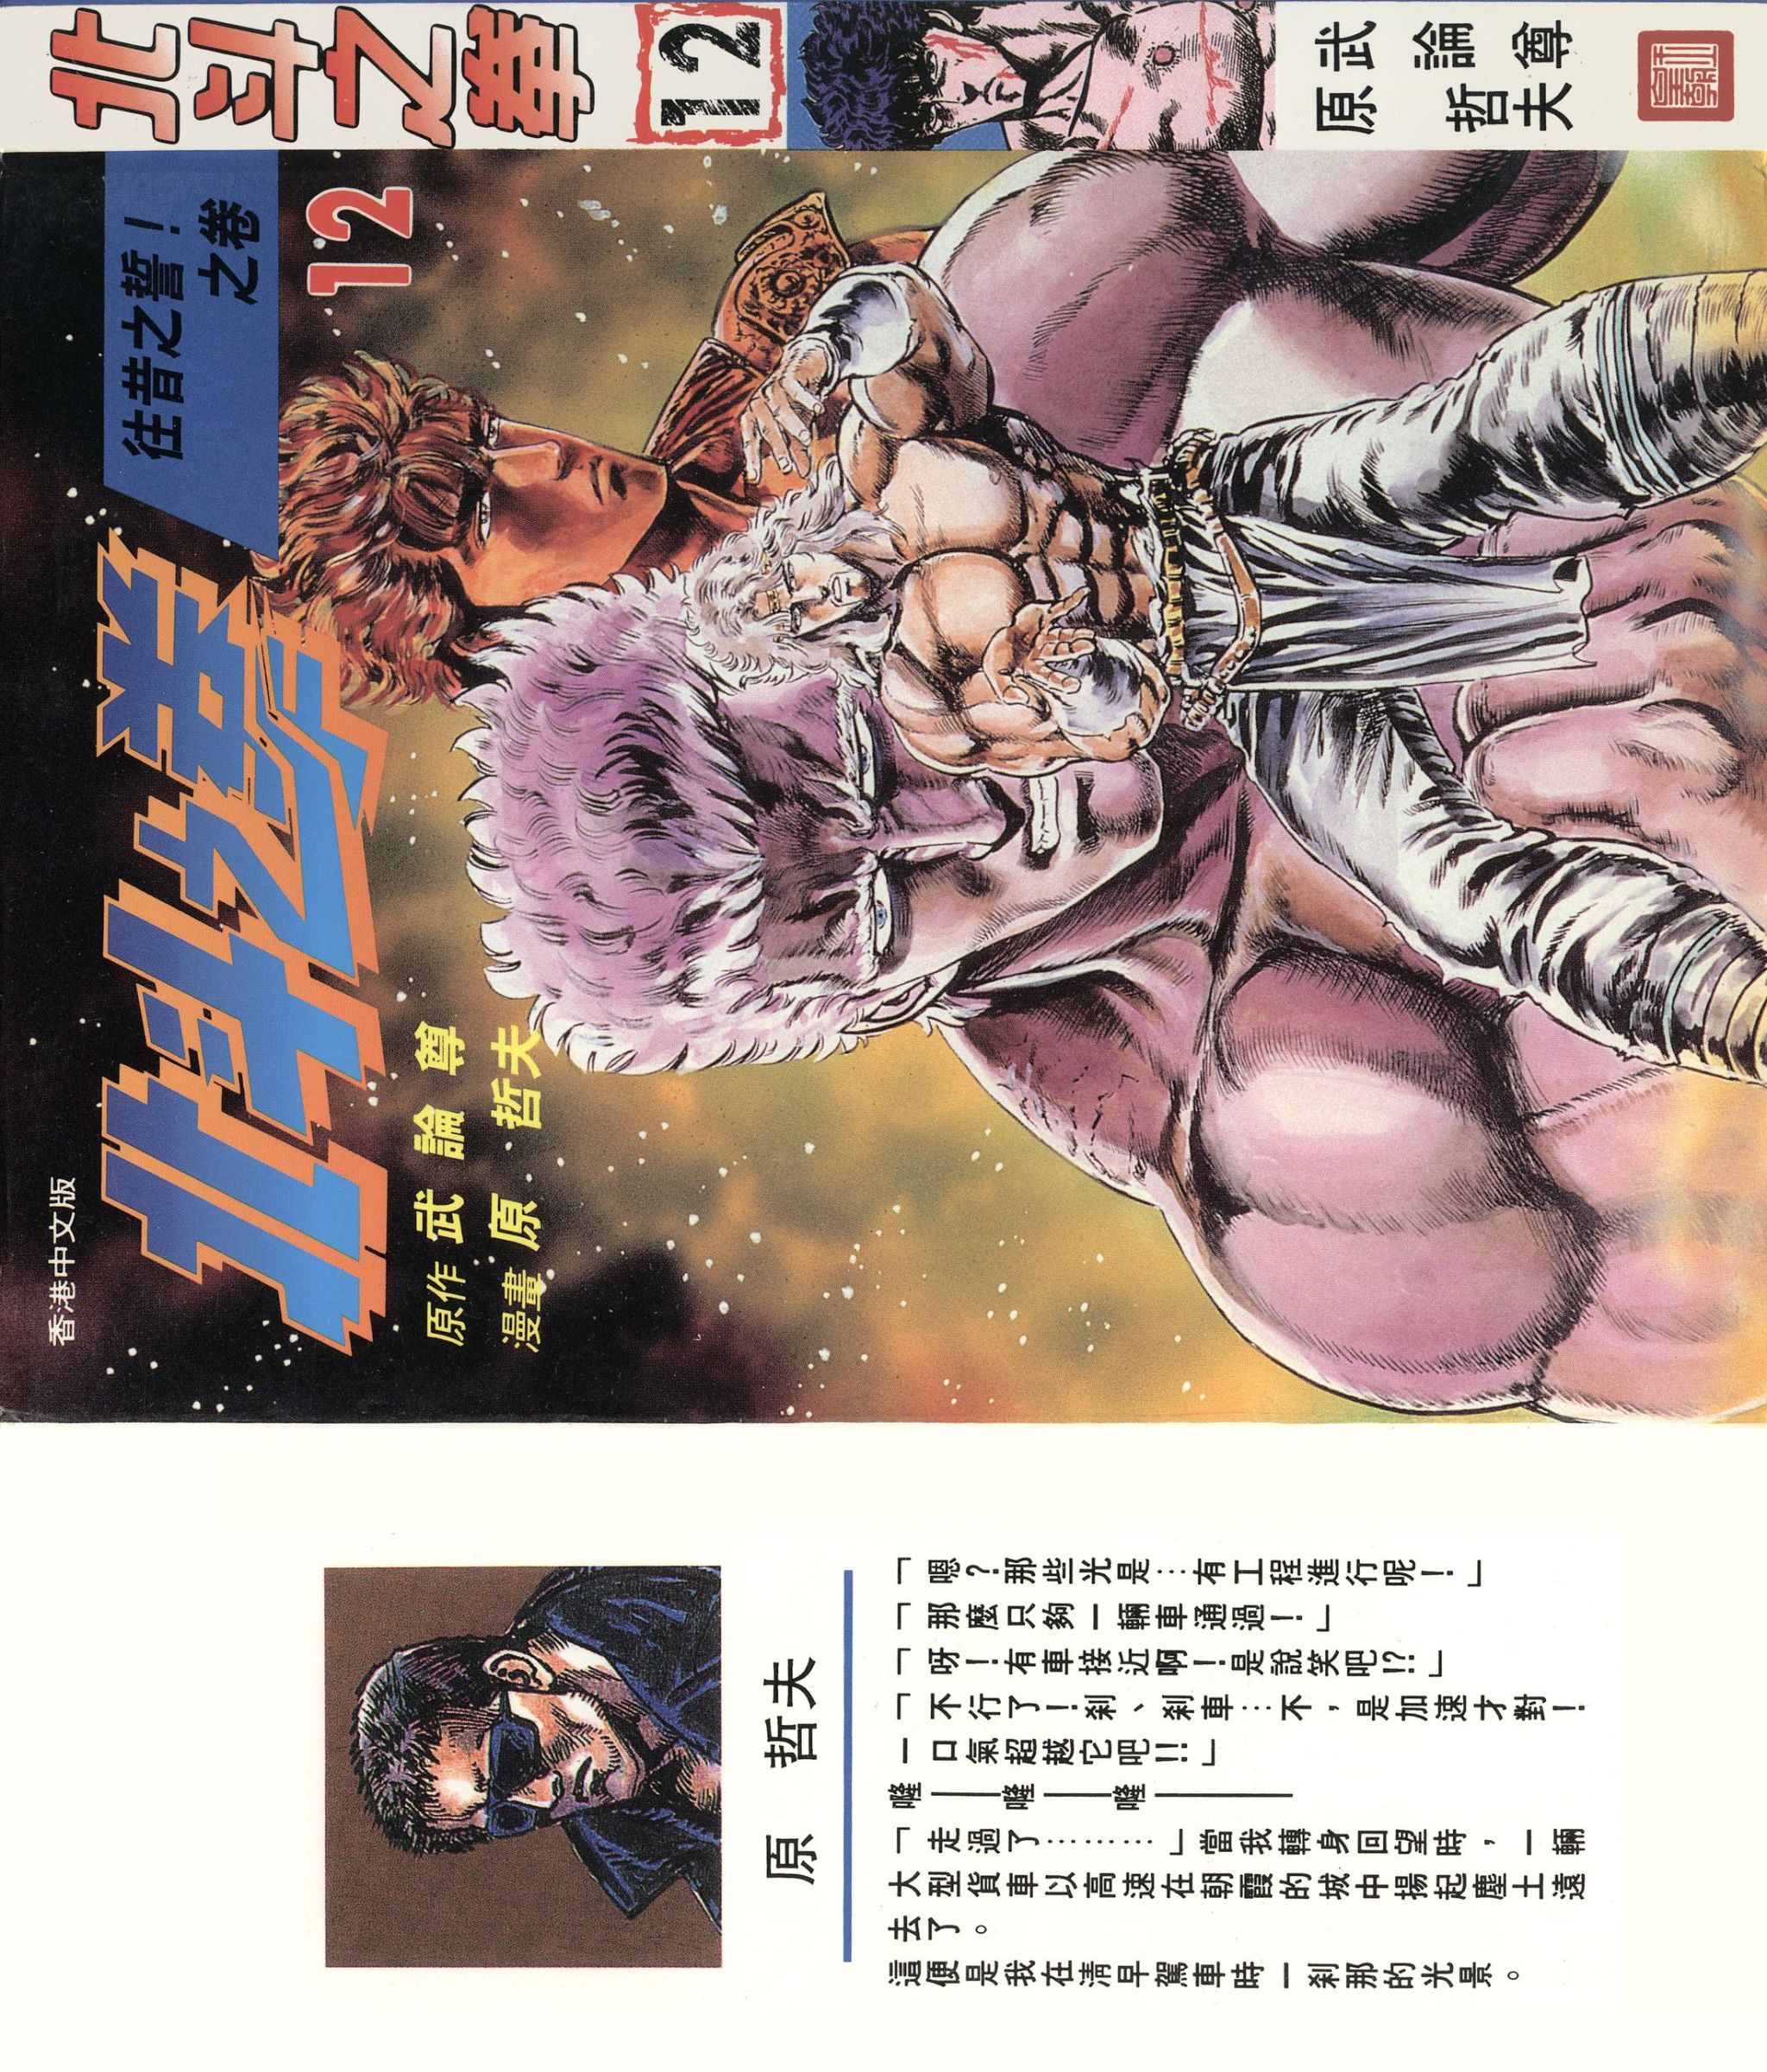 北斗之拳
12
武論尊
原哲夫
香港中文版
北斗之拳
往昔之誓！
之卷
12
原作 武論尊
漫畫 原哲夫
原 哲夫
「嗯？那些光是…有工程進行呢！」
「那麼只夠一輛車通過！」
「呀！有車接近啊！是說笑吧!?」
「不行了！剎、剎車…不，是加速才對！
一口氣超越它吧!!」
隆——隆——隆————
「走過了………」當我轉身回望時，一輛
大型貨車以高速在朝霞的城中揚起塵土遠
去了。
這便是我在清早駕車時一剎那的光景。